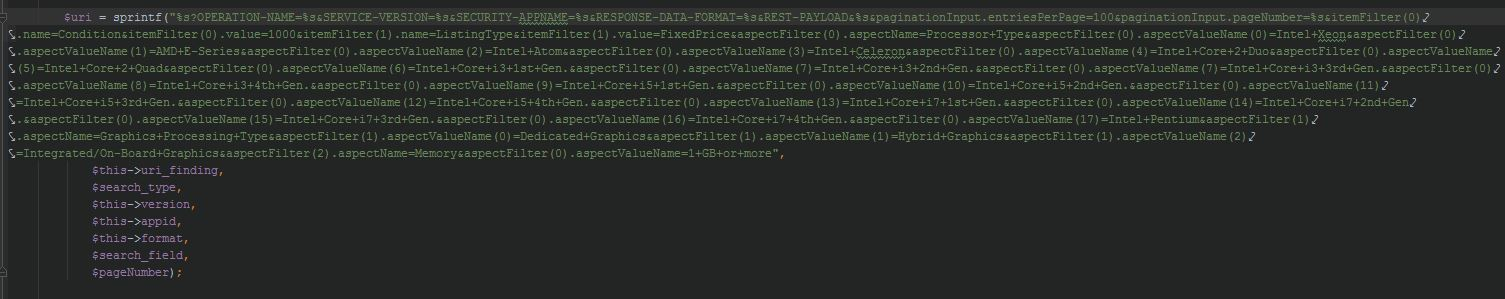 $uri = sprintf("%s?OPERATION-NAME=%s&SERVICE-VERSION=%s&SECURITY-APPNAME=%s&RESPONSE-DATA-FORMAT=%s&REST-PAYLOAD&%s&paginationInput.entriesPerPage=100&paginationInput.pageNumber=%s&itemFilter(0)
.name=Condition&itemFilter(0).value=1000&itemFilter(1).name=ListingType&itemFilter(1).value=FixedPrice&aspectFilter(0).aspectName=Processor+Type&aspectFilter(0).aspectValueName(0)=Intel+Xeon&aspectFilter(0)
.aspectValueName(1)=AMD+E-Series&aspectFilter(0).aspectValueName(2)=Intel+Atom&aspectFilter(0).aspectValueName(3)=Intel+Celeron&aspectFilter(0).aspectValueName(4)=Intel+Core+2+Duo&aspectFilter(0).aspectValueName
(5)=Intel+Core+2+Quad&aspectFilter(0).aspectValueName(6)=Intel+Core+i3+1st+Gen.&aspectFilter(0).aspectValueName(7)=Intel+Core+i3+2nd+Gen.&aspectFilter(0).aspectValueName(7)=Intel+Core+i3+3rd+Gen.&aspectFilter(0)
.aspectValueName(8)=Intel+Core+i3+4th+Gen.&aspectFilter(0).aspectValueName(9)=Intel+Core+i5+1st+Gen.&aspectFilter(0).aspectValueName(10)=Intel+Core+i5+2nd+Gen.&aspectFilter(0).aspectValueName(11)
=Intel+Core+i5+3rd+Gen.&aspectFilter(0).aspectValueName(12)=Intel+Core+i5+4th+Gen.&aspectFilter(0).aspectValueName(13)=Intel+Core+i7+1st+Gen.&aspectFilter(0).aspectValueName(14)=Intel+Core+i7+2nd+Gen
.&aspectFilter(0).aspectValueName(15)=Intel+Core+i7+3rd+Gen.&aspectFilter(0).aspectValueName(16)=Intel+Core+i7+4th+Gen.&aspectFilter(0).aspectValueName(17)=Intel+Pentium&aspectFilter(1)
.aspectName=Graphics+Processing+Type&aspectFilter(1).aspectValueName(0)=Dedicated+Graphics&aspectFilter(1).aspectValueName(1)=Hybrid+Graphics&aspectFilter(1).aspectValueName(2)
=Integrated/On-Board+Graphics&aspectFilter(2).aspectName=Memory&aspectFilter(0).aspectValueName=1+GB+or+more",
$this->uri_finding,
$search_type,
$this->version,
$this->appid,
$this->format,
$search_field,
$pageNumber);